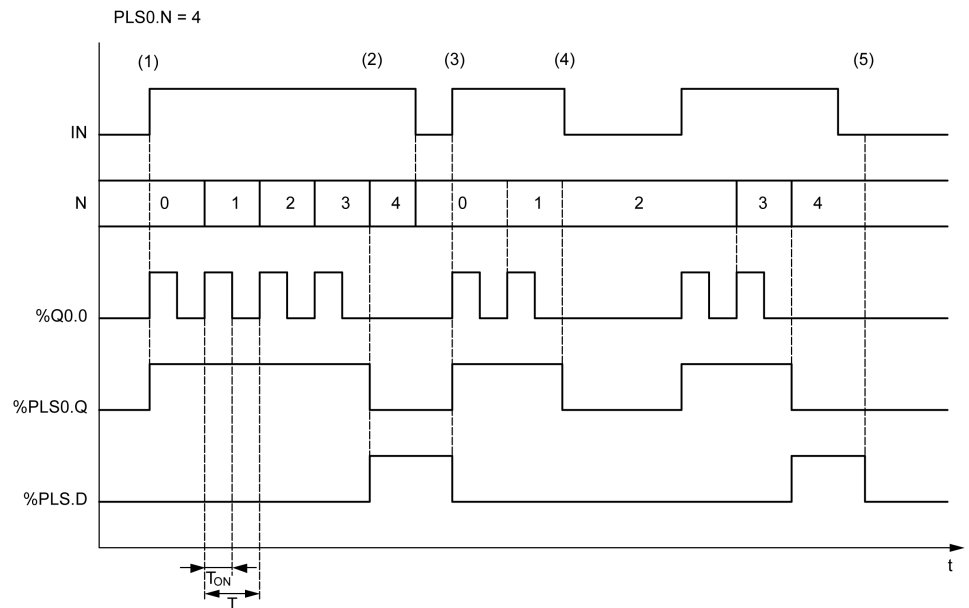 PLS0.N = 4
(1) (2) (3) (4) (5)
IN
N 0 1 2 3 4 0 1 2 3 4
%Q0.0
%PLS0.Q
%PLS.D
t
TON
T